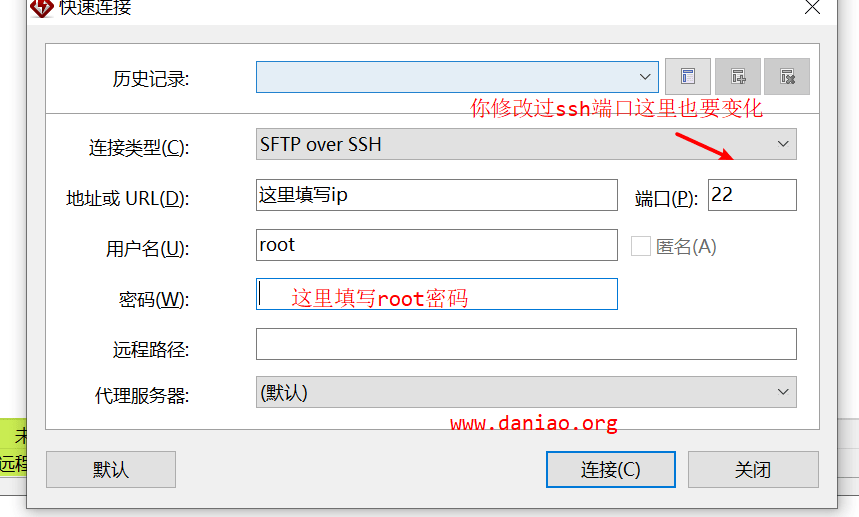 快速连接
历史记录:
你修改过ssh端口这里也要变化
连接类型(C): SFTP over SSH
地址或 URL(D): 这里填写ip 端口(P): 22
用户名(U): root 匿名(A)
密码(W): 这里填写root密码
远程路径:
代理服务器: (默认)
www.daniao.org
未
远程
默认 连接(C) 关闭